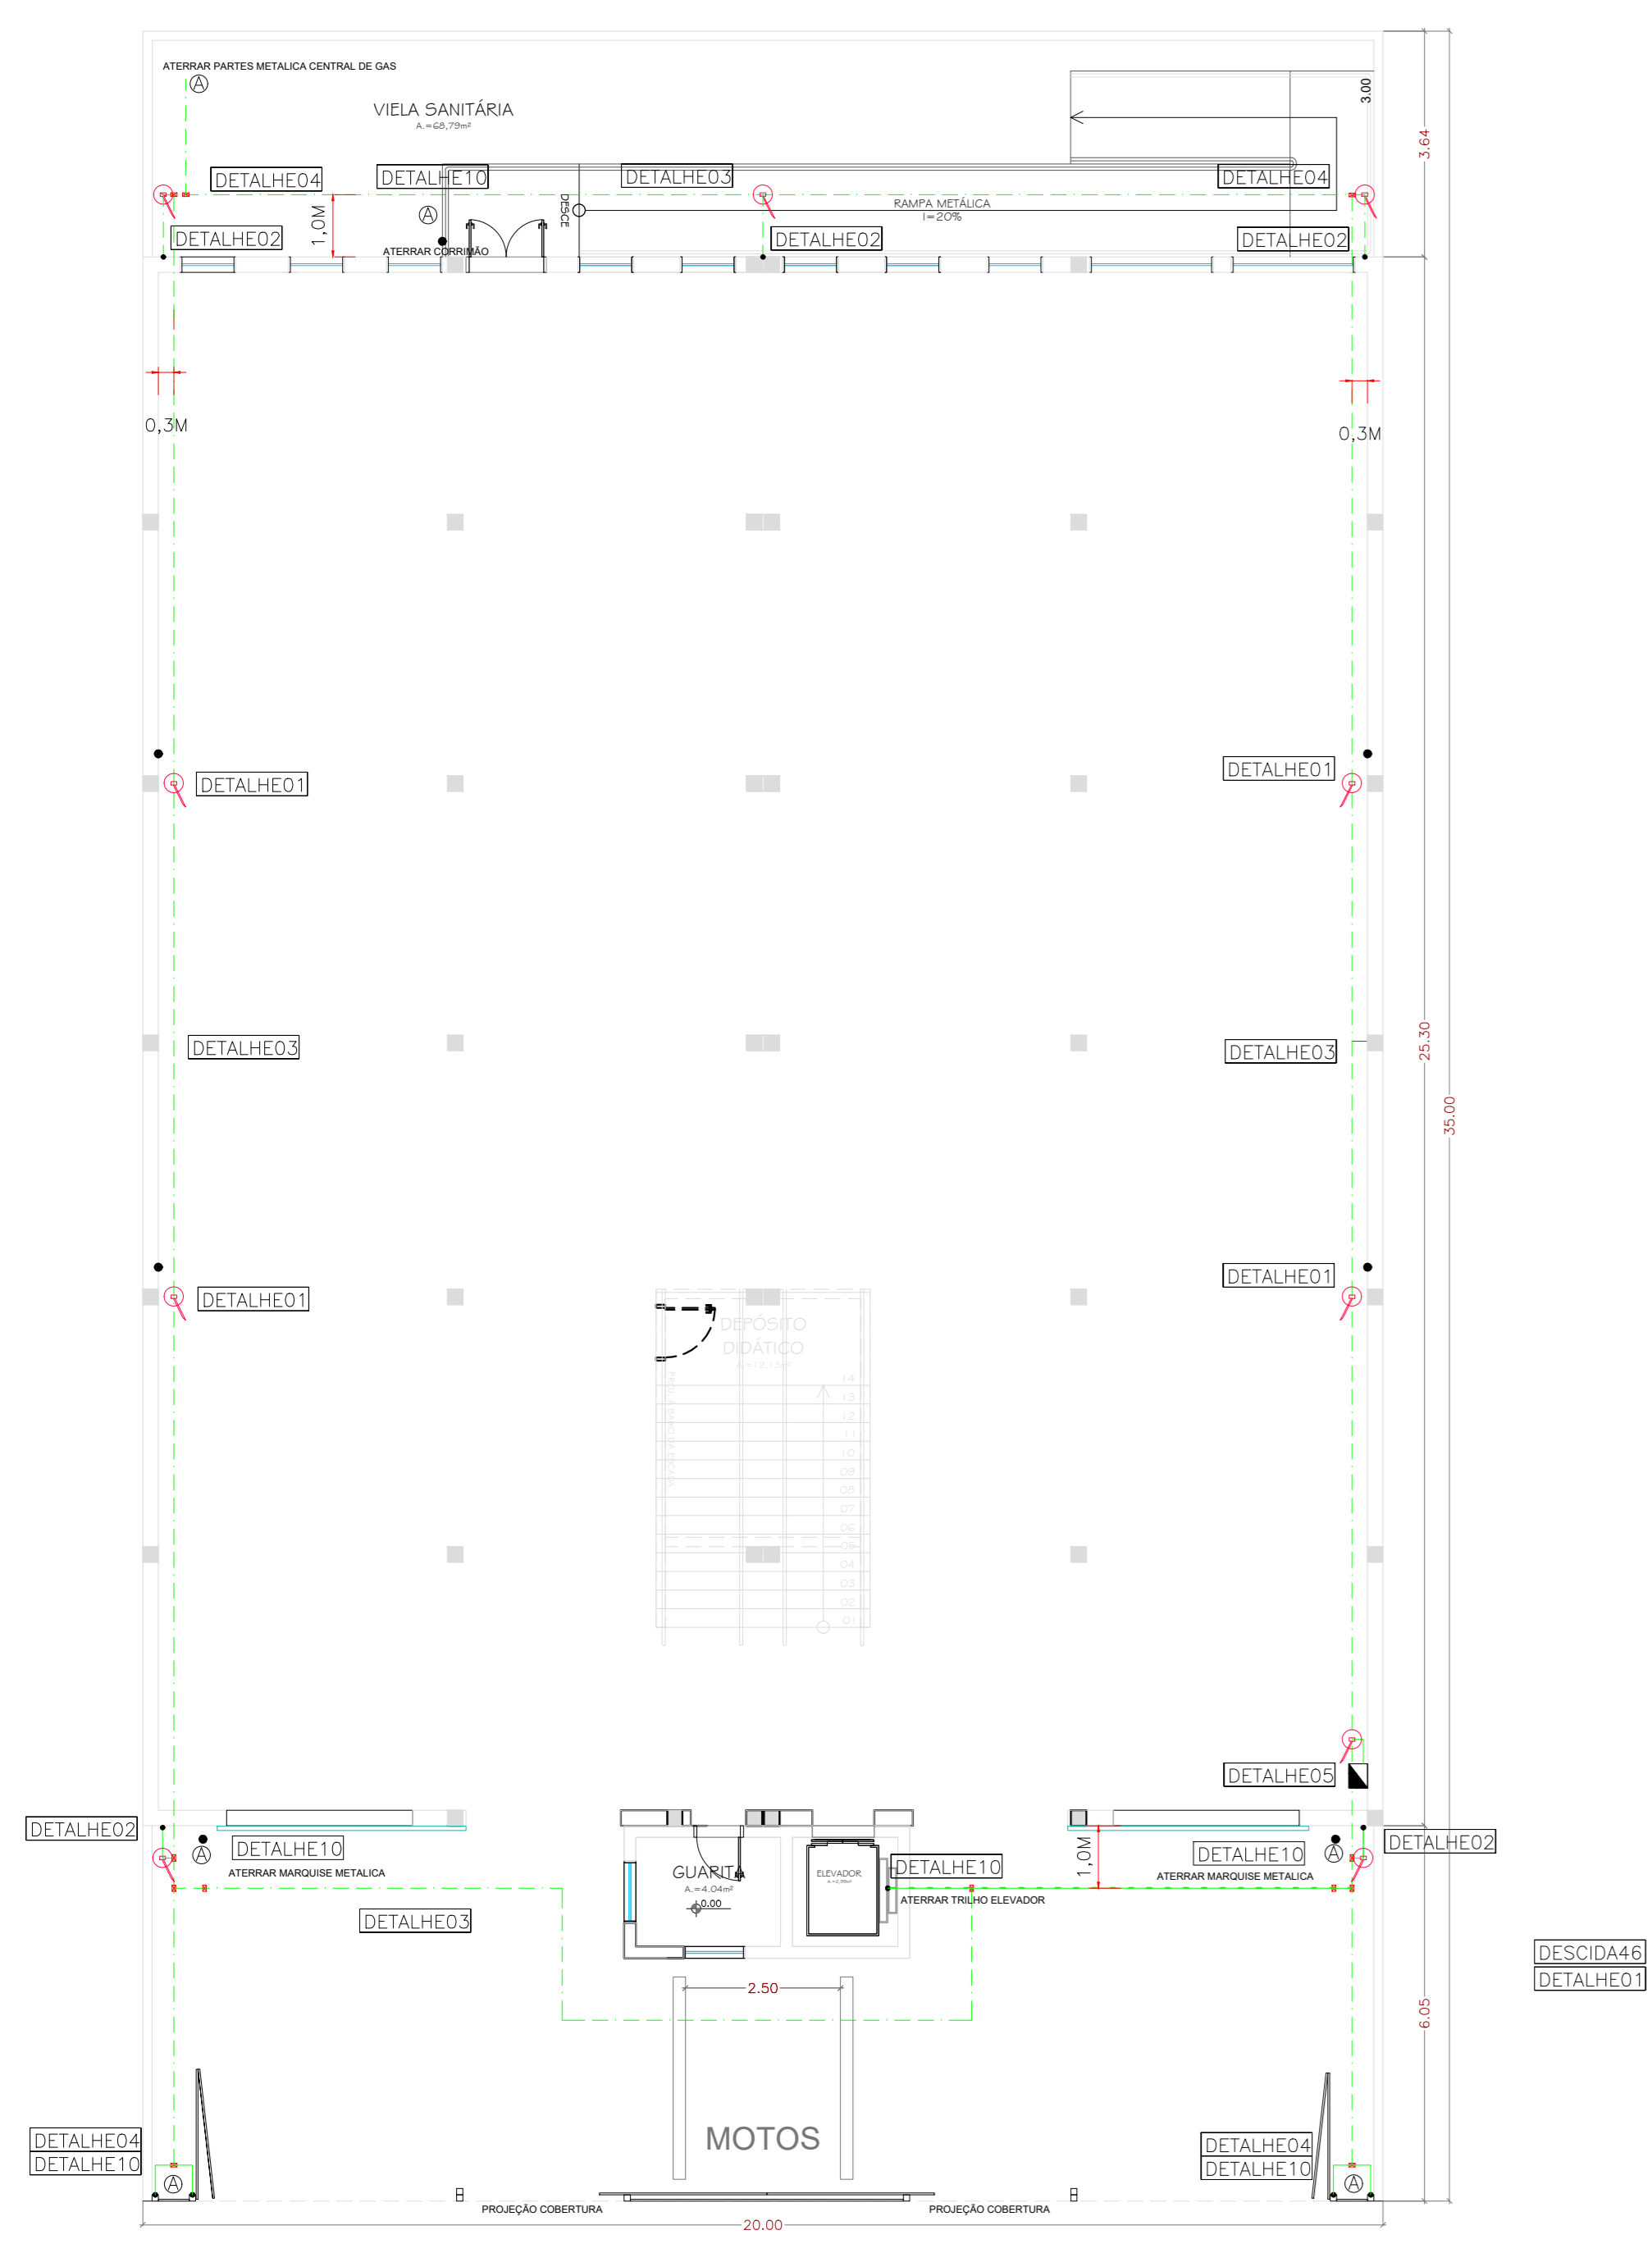 ATERRAR PARTES METALICA CENTRAL DE GAS
A
VIELA SANITÁRIA
A.=68,79m²
3.00
3.64
DETALHE04
DETALHE10
DETALHE03
DETALHE04
RAMPA METÁLICA
I=20%
DESCE
A
1,0M
DETALHE02
ATERRAR CORRIMÃO
DETALHE02
DETALHE02
0,3M
0,3M
DETALHE01
DETALHE01
DETALHE03
DETALHE03
25.30
35.00
DETALHE01
DETALHE01
DEPÓSITO
DIDÁTICO
A.=12,13m²
14
13
12
11
10
09
08
07
06
05
04
03
02
01
DETALHE05
DETALHE02
DETALHE10
A
ATERRAR MARQUISE METALICA
GUARITA
A.=4.04m²
0.00
ELEVADOR
DETALHE10
ATERRAR TRILHO ELEVADOR
1,0M
DETALHE10
A
ATERRAR MARQUISE METALICA
DETALHE02
DETALHE03
DESCIDA46
DETALHE01
2.50
6.05
MOTOS
DETALHE04
DETALHE10
A
DETALHE04
DETALHE10
A
PROJEÇÃO COBERTURA
PROJEÇÃO COBERTURA
20.00